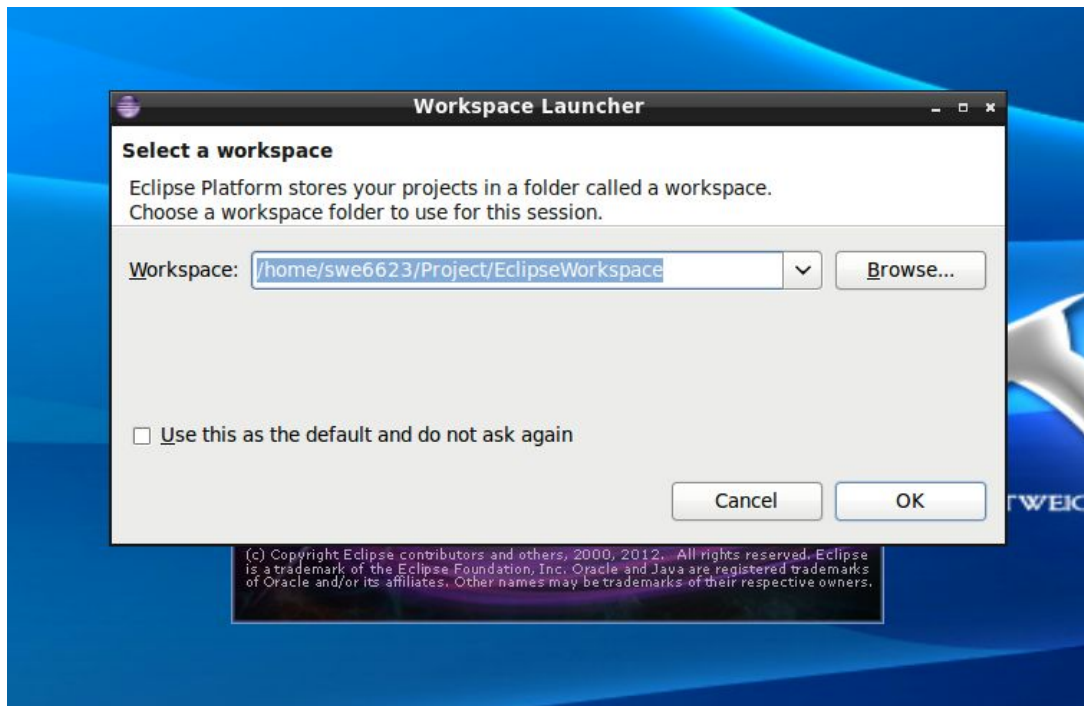 Workspace Launcher
Select a workspace
Eclipse Platform stores your projects in a folder called a workspace.
Choose a workspace folder to use for this session.
Workspace: /home/swe6623/Project/EclipseWorkspace Browse...
Use this as the default and do not ask again
Cancel OK
TWEIG
(c) Copyright Eclipse contributors and others, 2000, 2012. All rights reserved. Eclipse
is a trademark of the Eclipse Foundation, Inc. Oracle and Java are registered trademarks
of Oracle and/or its affiliates. Other names may be trademarks of their respective owners.